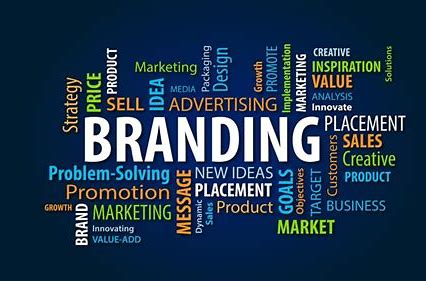 Strategy
PRICE
PRODUCT
Marketing
SELL
IDEA
MEDIA
Packaging
Design
ADVERTISING
Growth
PROMOTE
Implementation
MARKETING
CREATIVE
INSPIRATION
VALUE
ANALYSIS
Innovate
Solutions
BRANDING
PLACEMENT
Customers
SALES
Creative
PRODUCT
Problem-Solving
NEW IDEAS
Promotion
MESSAGE
PLACEMENT
GOALS
Objectives
TARGET
BUSINESS
GROWTH
BRAND
MARKETING
Dynamic
Sales
Product
Innovating
VALUE-ADD
MARKET